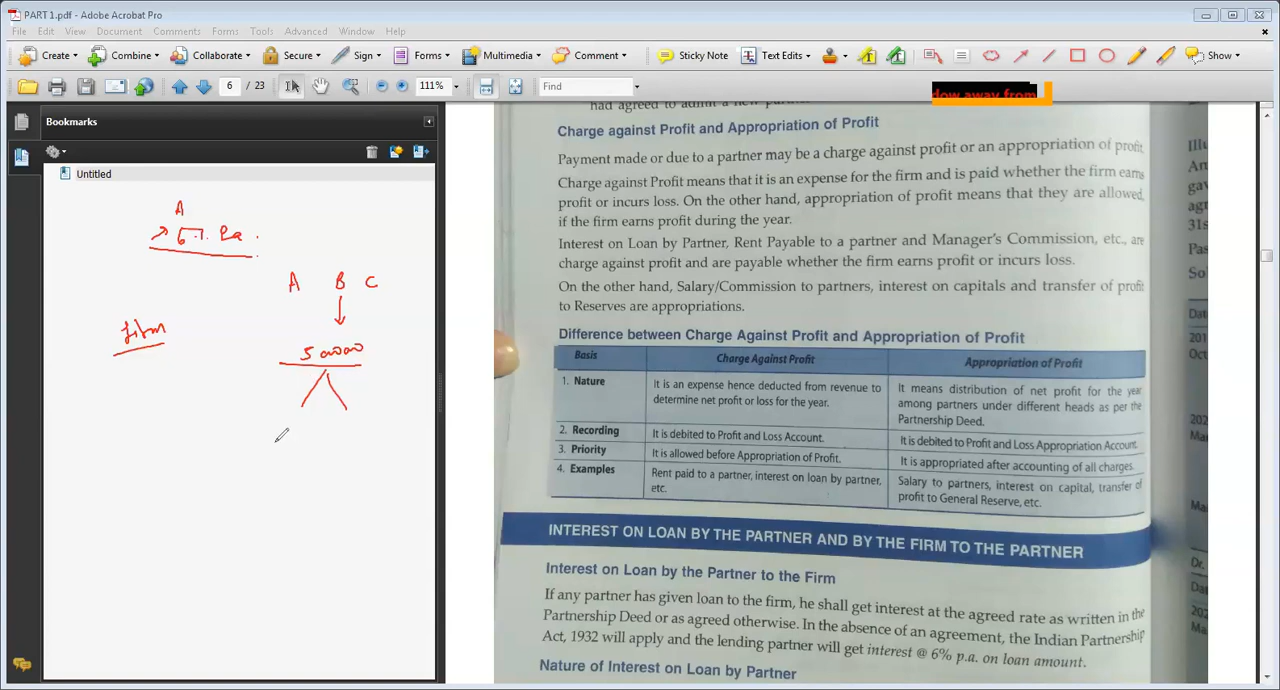 PART 1.pdf - Adobe Acrobat Pro
File Edit View Document Comments Forms Tools Advanced Window Help
Create Combine Collaborate Secure Sign Forms Multimedia Comment Sticky Note Text Edits Show
6 / 23 111% Find
dow away from
Bookmarks
Untitled
A
6% Pa.
A B C
firm
50000
had agreed to admit a new
Charge against Profit and Appropriation of Profit
Payment made or due to a partner may be a charge against profit or an appropriation of profit.
Charge against Profit means that it is an expense for the firm and is paid whether the firm earns
profit or incurs loss. On the other hand, appropriation of profit means that they are allowed,
if the firm earns profit during the year.
Interest on Loan by Partner, Rent Payable to a partner and Manager's Commission, etc., are
charge against profit and are payable whether the firm earns profit or incurs loss.
On the other hand, Salary/Commission to partners, interest on capitals and transfer of profit
to Reserves are appropriations.
Difference between Charge Against Profit and Appropriation of Profit
Basis Charge Against Profit Appropriation of Profit
1. Nature It is an expense hence deducted from revenue to
determine net profit or loss for the year.
It means distribution of net profit for the year
among partners under different heads as per the
Partnership Deed.
2. Recording It is debited to Profit and Loss Account. It is debited to Profit and Loss Appropriation Account.
3. Priority It is allowed before Appropriation of Profit. It is appropriated after accounting of all charges.
4. Examples Rent paid to a partner, interest on loan by partner,
etc.
Salary to partners, interest on capital, transfer of
profit to General Reserve, etc.
INTEREST ON LOAN BY THE PARTNER AND BY THE FIRM TO THE PARTNER
Interest on Loan by the Partner to the Firm
If any partner has given loan to the firm, he shall get interest at the agreed rate as written in the
Partnership Deed or as agreed otherwise. In the absence of an agreement, the Indian Partnership
Act, 1932 will apply and the lending partner will get interest @ 6% p.a. on loan amount.
Nature of Interest on Loan by Partner